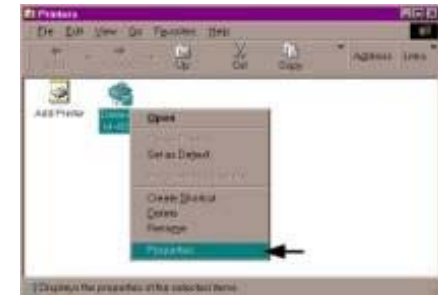 Printers
File Edit View Go Favorites Help
Up Cut Copy Address Links
Add Printer
Open
Set as Default
Create Shortcut
Delete
Rename
Properties
Displays the properties of the selected items.